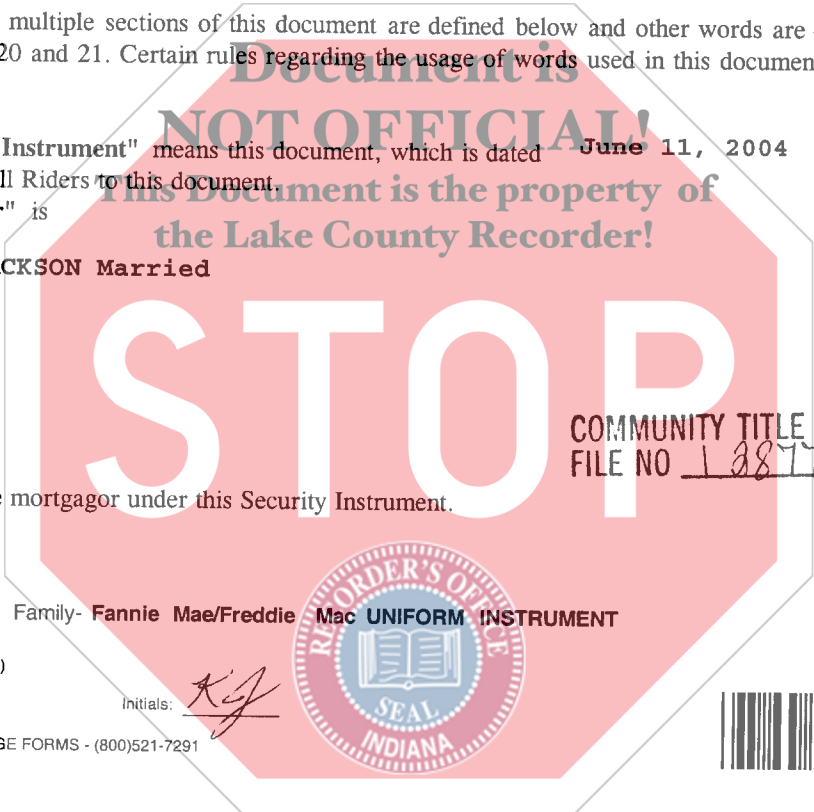 multiple sections of this document are defined below and other words are
20 and 21. Certain rules regarding the usage of words used in this documen
Document is
NOT OFFICIAL!
Instrument" means this document, which is dated June 11, 2004
ll Riders to this document.
This Document is the property of
" is
the Lake County Recorder!
CKSON Married
STOP
COMMUNITY TITLE
FILE NO 1387
mortgagor under this Security Instrument.
RECORDER'S OFFICE
Family- Fannie Mae/Freddie Mac UNIFORM INSTRUMENT
)
Initials: KJ
SEAL
INDIANA
GE FORMS - (800)521-7291